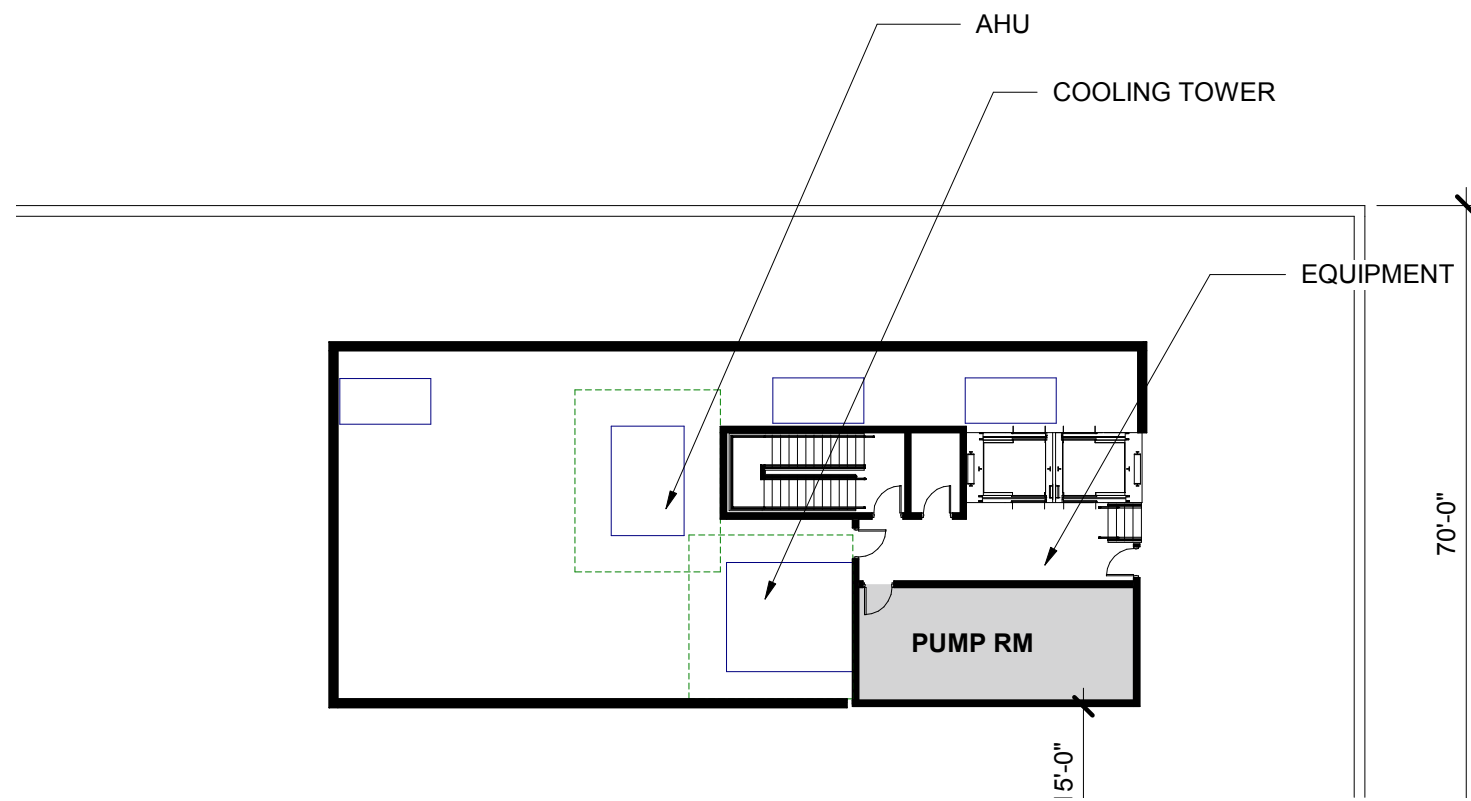 AHU
COOLING TOWER
EQUIPMENT
70'-0"
PUMP RM